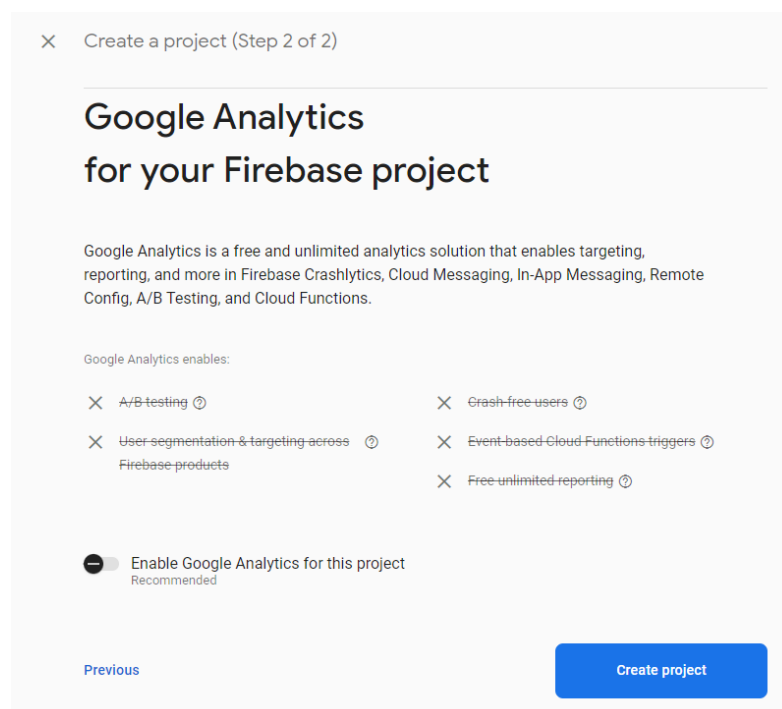 Create a project (Step 2 of 2)
Google Analytics
for your Firebase project
Google Analytics is a free and unlimited analytics solution that enables targeting,
reporting, and more in Firebase Crashlytics, Cloud Messaging, In-App Messaging, Remote
Config, A/B Testing, and Cloud Functions.
Google Analytics enables:
A/B testing
User segmentation & targeting across
Firebase products
Crash-free users
Event-based Cloud Functions triggers
Free unlimited reporting
Enable Google Analytics for this project
Recommended
Previous
Create project